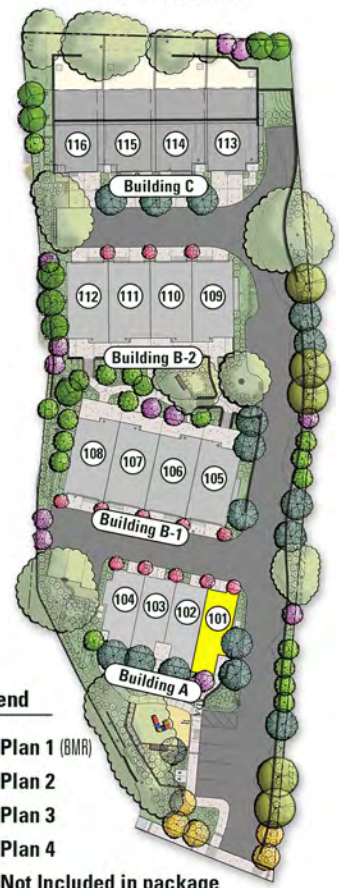 116 115 114 113
Building C
112 111 110 109
Building B-2
108 107 106 105
Building B-1
104 103 102 101
Building A
end
Plan 1 (BMR)
Plan 2
Plan 3
Plan 4
Not Included in package